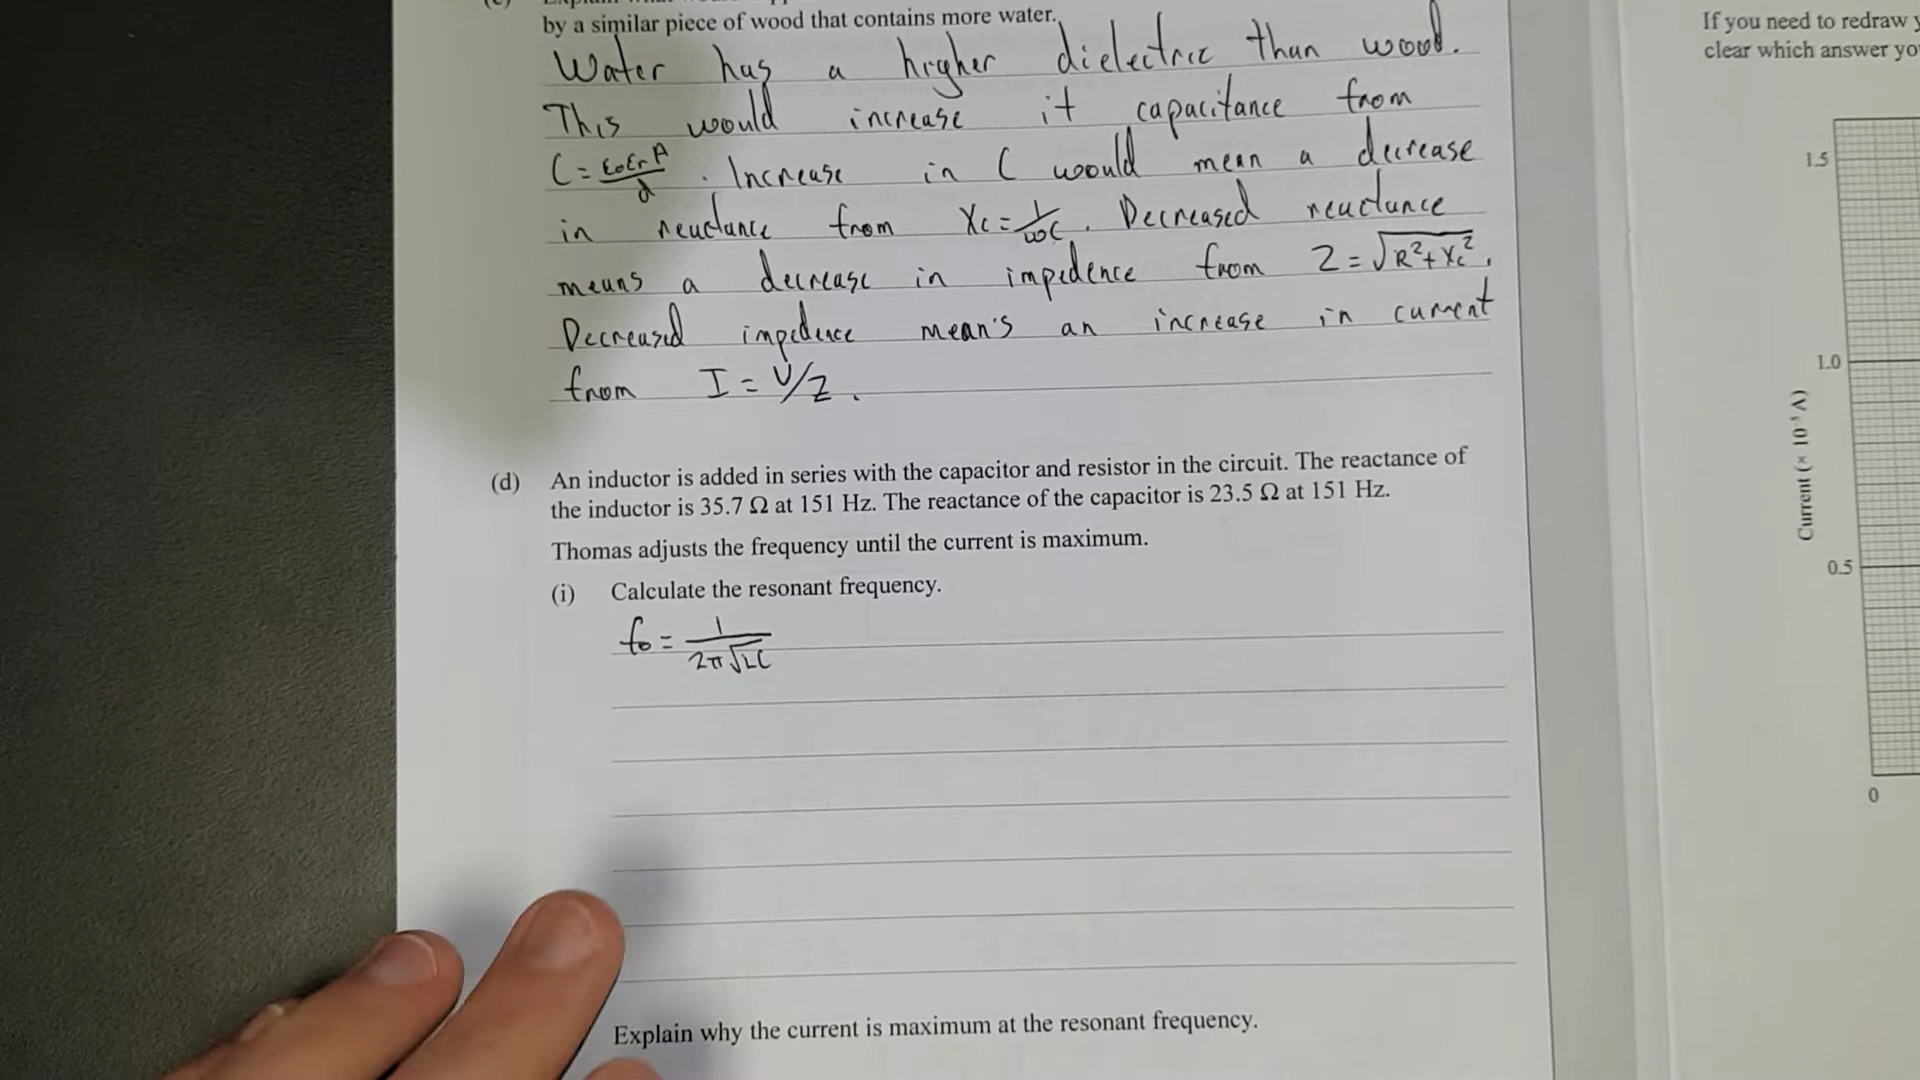 by a similar piece of wood that contains more water.
Water has a higher dielectric than wood.
This would increase it capacitance from
C = ε₀εrA/d . Increase in C would mean a decrease
in reactance from Xc = 1/ωC . Decreased reactance
means a decrease in impedence from Z = √R²+Xc² .
Decreased impedence mean's an increase in current
from I = V/Z .
(d) An inductor is added in series with the capacitor and resistor in the circuit. The reactance of
the inductor is 35.7 Ω at 151 Hz. The reactance of the capacitor is 23.5 Ω at 151 Hz.
Thomas adjusts the frequency until the current is maximum.
(i) Calculate the resonant frequency.
f₀ = 1/2π√LC
Explain why the current is maximum at the resonant frequency.
If you need to redraw
clear which answer
1.5
1.0
0.5
0
Current (× 10⁻³ A)